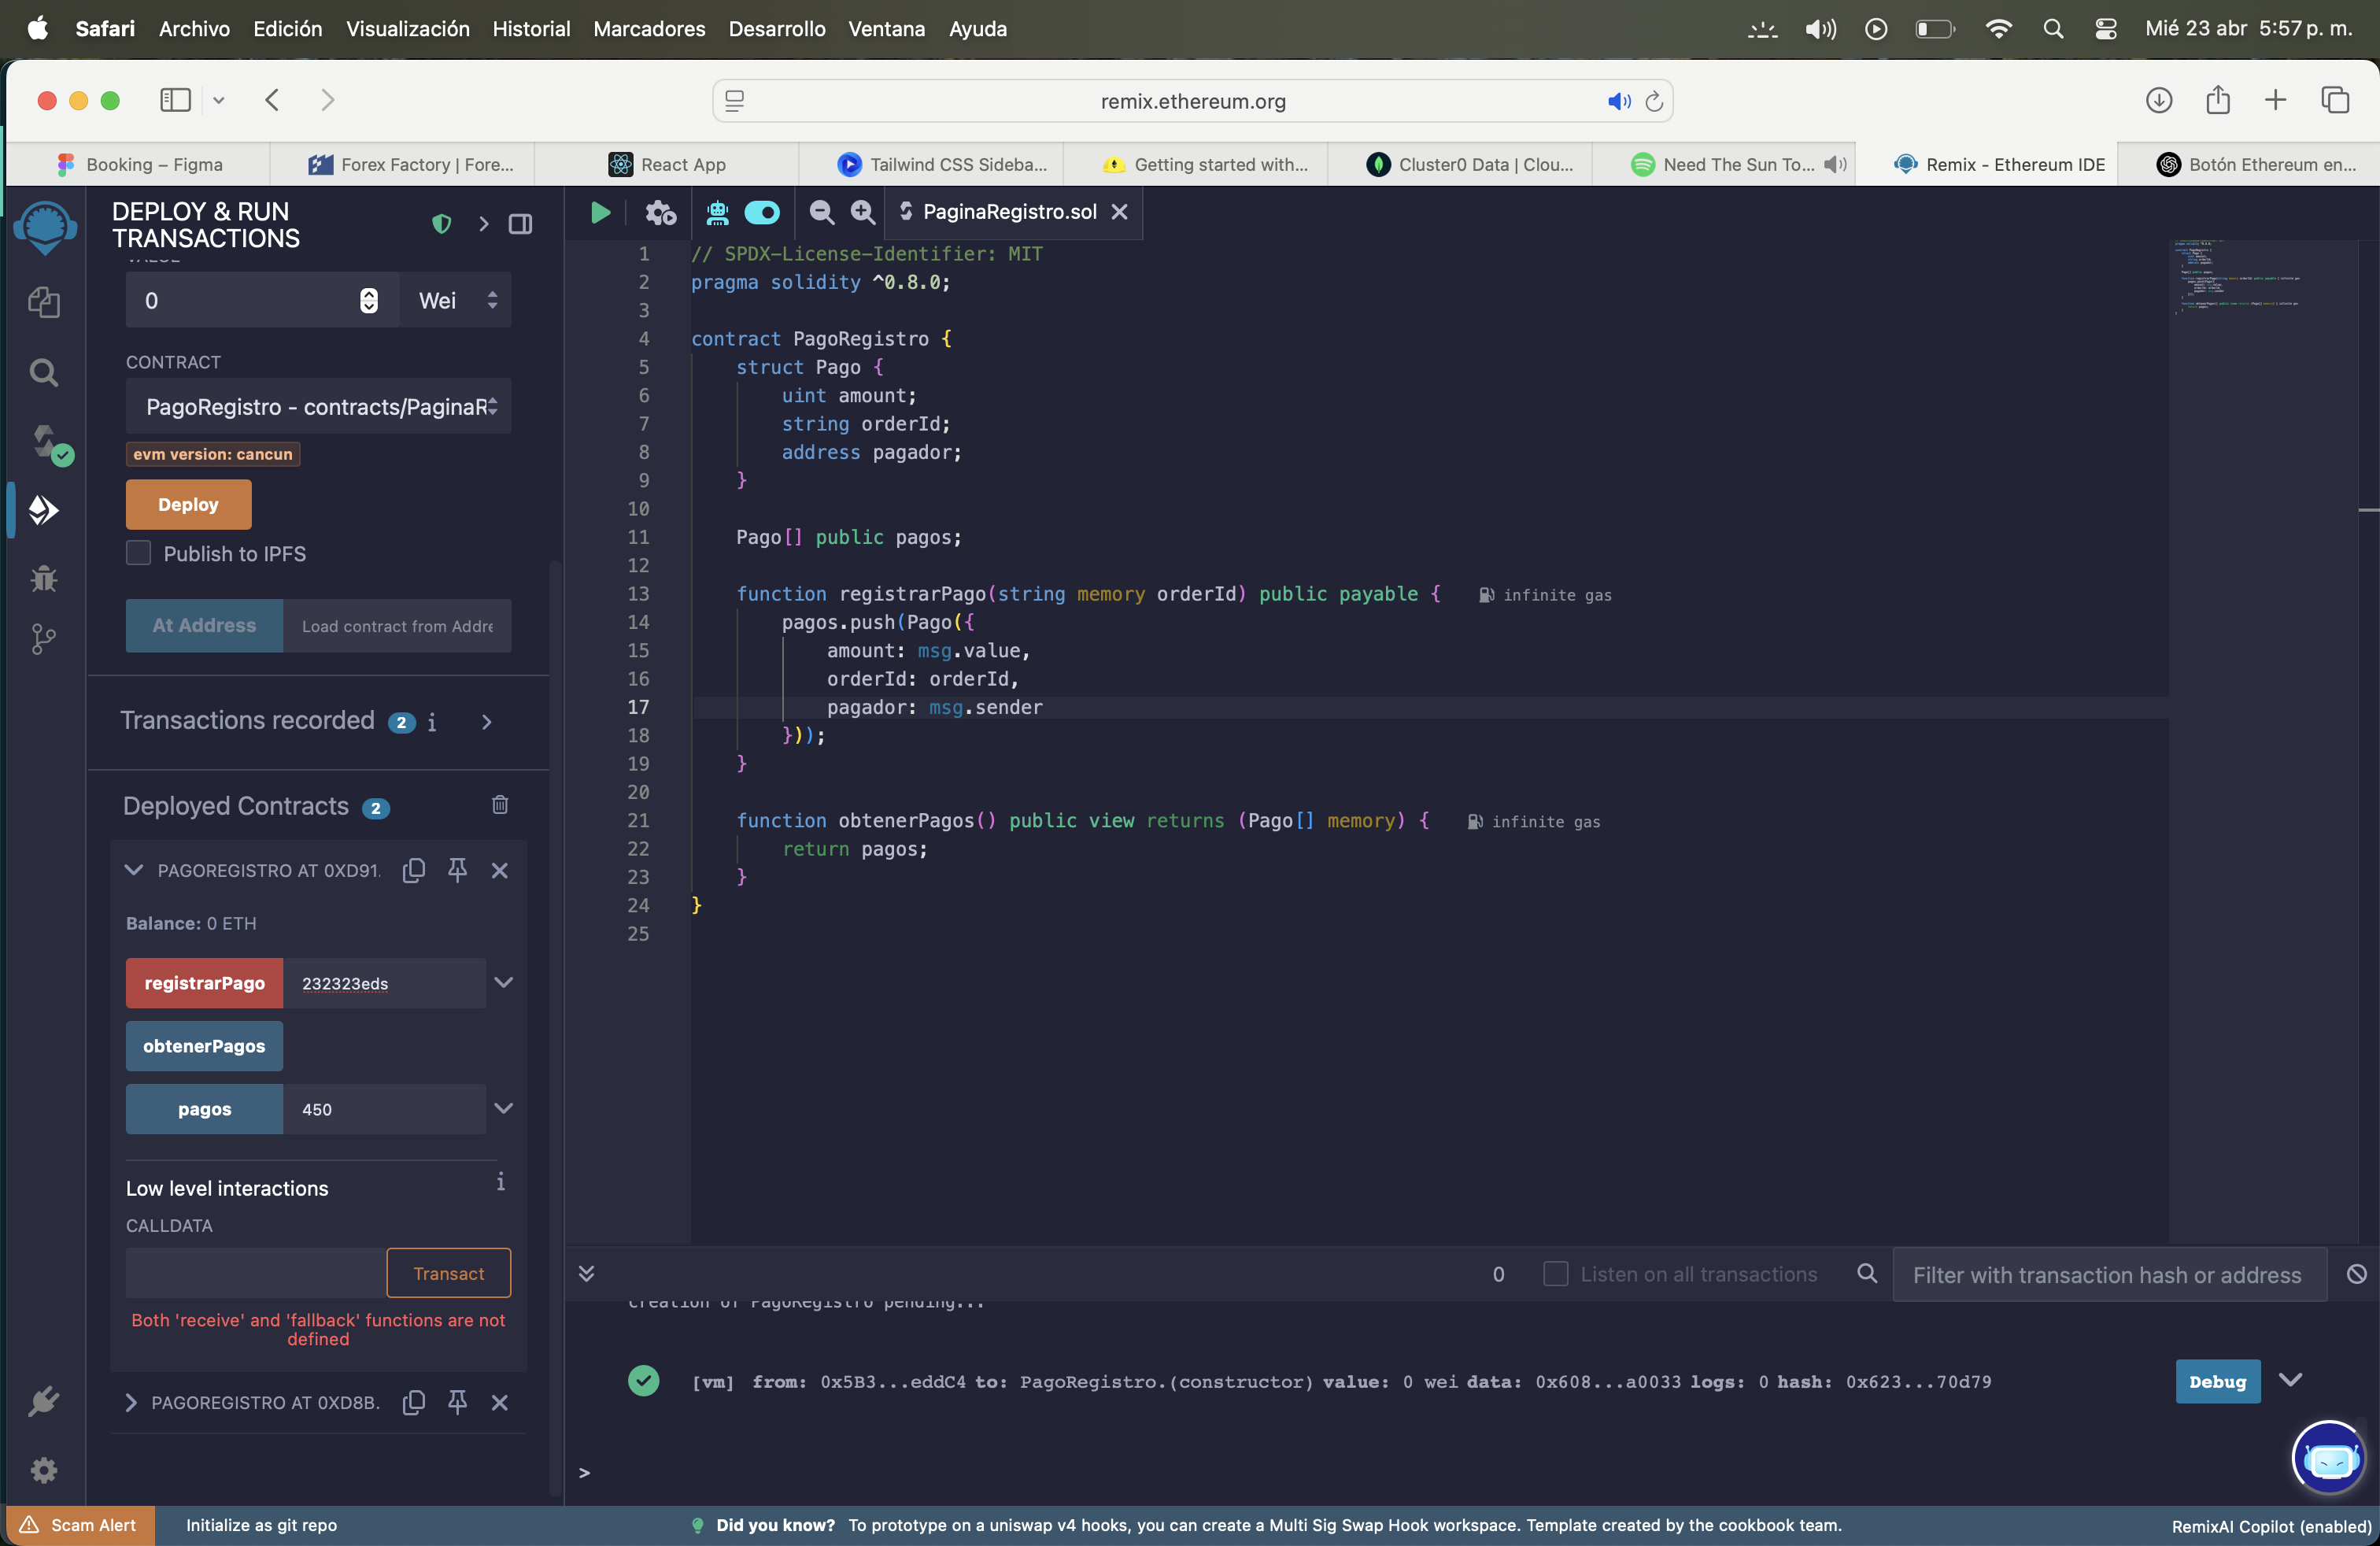 Safari Archivo Edición Visualización Historial Marcadores Desarrollo Ventana Ayuda Mié 23 abr 5:57 p. m.
remix.ethereum.org
Booking – Figma Forex Factory | Fore... React App Tailwind CSS Sideba... Getting started with... Cluster0 Data | Clou... Need The Sun To... Remix - Ethereum IDE Botón Ethereum en...
DEPLOY & RUN
TRANSACTIONS
VALUE
0 Wei
CONTRACT
PagoRegistro - contracts/PaginaR
evm version: cancun
Deploy
Publish to IPFS
At Address Load contract from Addre
Transactions recorded 2 i
Deployed Contracts 2
PAGOREGISTRO AT 0XD91.
Balance: 0 ETH
registrarPago 232323eds
obtenerPagos
pagos 450
Low level interactions i
CALLDATA
Transact
Both 'receive' and 'fallback' functions are not
defined
PAGOREGISTRO AT 0XD8B.
PaginaRegistro.sol
1 // SPDX-License-Identifier: MIT
2 pragma solidity ^0.8.0;
3
4 contract PagoRegistro {
5 struct Pago {
6 uint amount;
7 string orderId;
8 address pagador;
9 }
10
11 Pago[] public pagos;
12
13 function registrarPago(string memory orderId) public payable { infinite gas
14 pagos.push(Pago({
15 amount: msg.value,
16 orderId: orderId,
17 pagador: msg.sender
18 }));
19 }
20
21 function obtenerPagos() public view returns (Pago[] memory) { infinite gas
22 return pagos;
23 }
24 }
25
0 Listen on all transactions Filter with transaction hash or address
creation of PagoRegistro pending...
[vm] from: 0x5B3...eddC4 to: PagoRegistro.(constructor) value: 0 wei data: 0x608...a0033 logs: 0 hash: 0x623...70d79 Debug
>
Scam Alert Initialize as git repo Did you know? To prototype on a uniswap v4 hooks, you can create a Multi Sig Swap Hook workspace. Template created by the cookbook team. RemixAI Copilot (enabled)